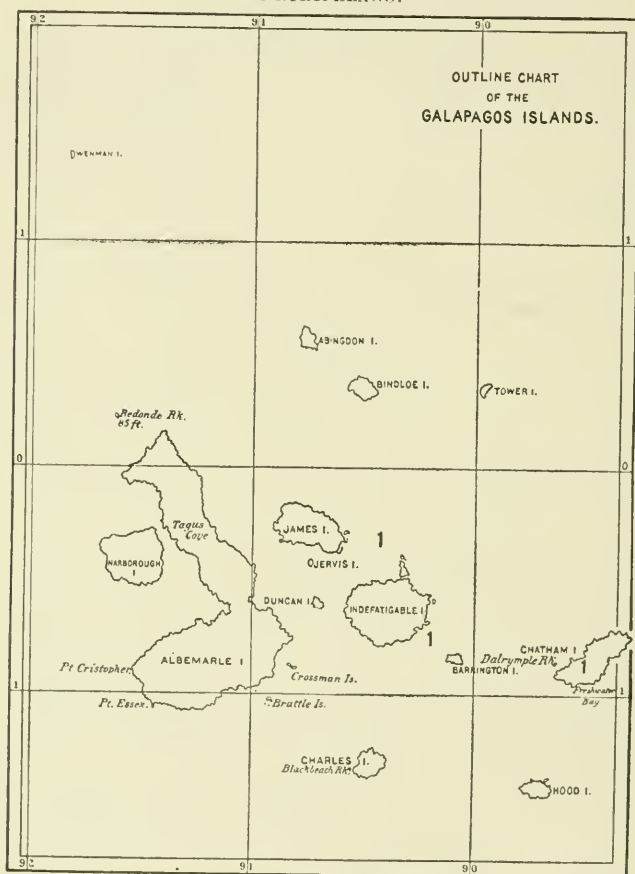 92
91
90
OUTLINE CHART
OF THE
GALAPAGOS ISLANDS.
WENMAN I.
1
1
ABINGDON I.
BINDLOE I.
TOWER I.
Redonde Rk.
85 ft.
0
0
Tagus
Cove
JAMES I.
1
JERVIS I.
NARBOROUGH
I
DUNCAN I.
INDEFATIGABLE I
1
CHATHAM I
Dalrymple Rk.
1
BARRINGTON I.
ALBEMARLE I
Pt Cristopher
Crossman Is.
Freshwater
Bay
1
1
Pt. Essex
Brattle Is.
CHARLES I.
Blackbeach Rk.
HOOD I.
92
91
90